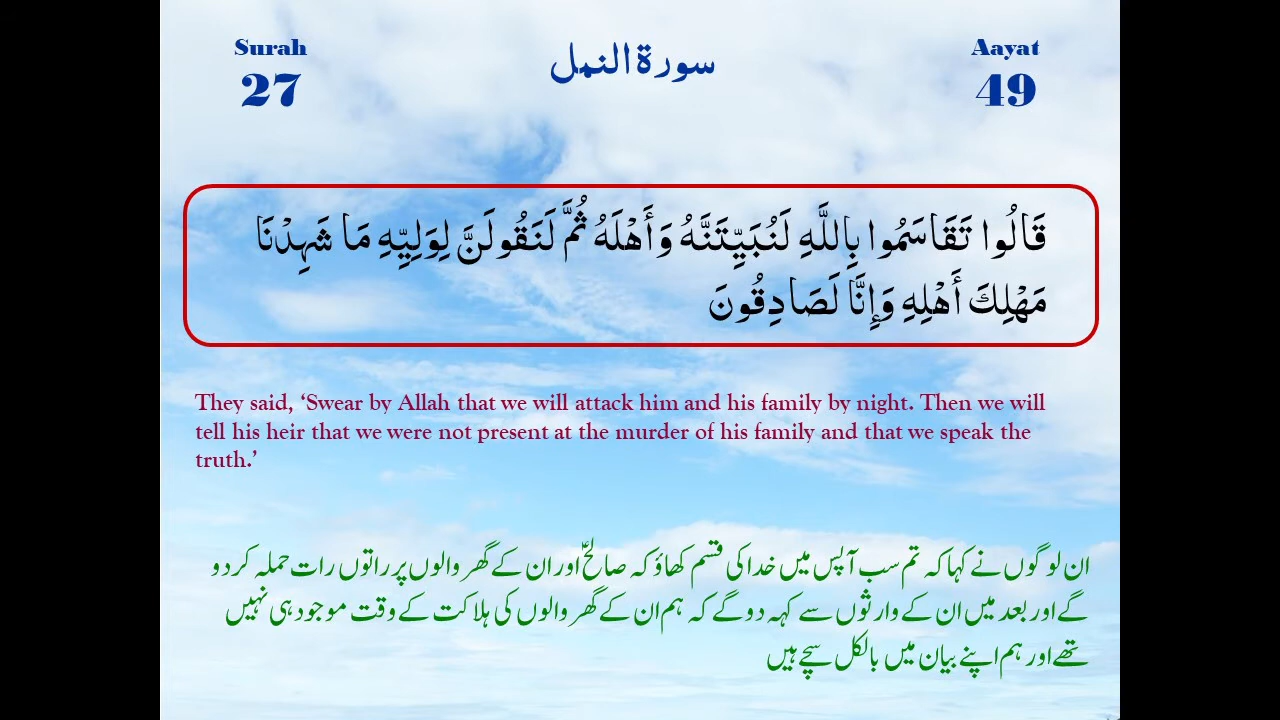 Surah
27
سورة النمل
Aayat
49
قَالُوا تَقَاسَمُوا بِاللَّهِ لَنُبَيِّتَنَّهُ وَأَهْلَهُ ثُمَّ لَنَقُولَنَّ لِوَلِيِّهِ مَا شَهِدْنَا
مَهْلِكَ أَهْلِهِ وَإِنَّا لَصَادِقُونَ
They said, ‘Swear by Allah that we will attack him and his family by night. Then we will
tell his heir that we were not present at the murder of his family and that we speak the
truth.’
ان لوگوں نے کہا کہ تم سب آپس میں خدا کی قسم کھاؤ کہ صالحؑ اور ان کے گھر والوں پر راتوں رات حملہ کردو
گے اور بعد میں ان کے وارثوں سے کہہ دو گے کہ ہم ان کے گھر والوں کی ہلاکت کے وقت موجود ہی نہیں
تھے اور ہم اپنے بیان میں بالکل سچے ہیں